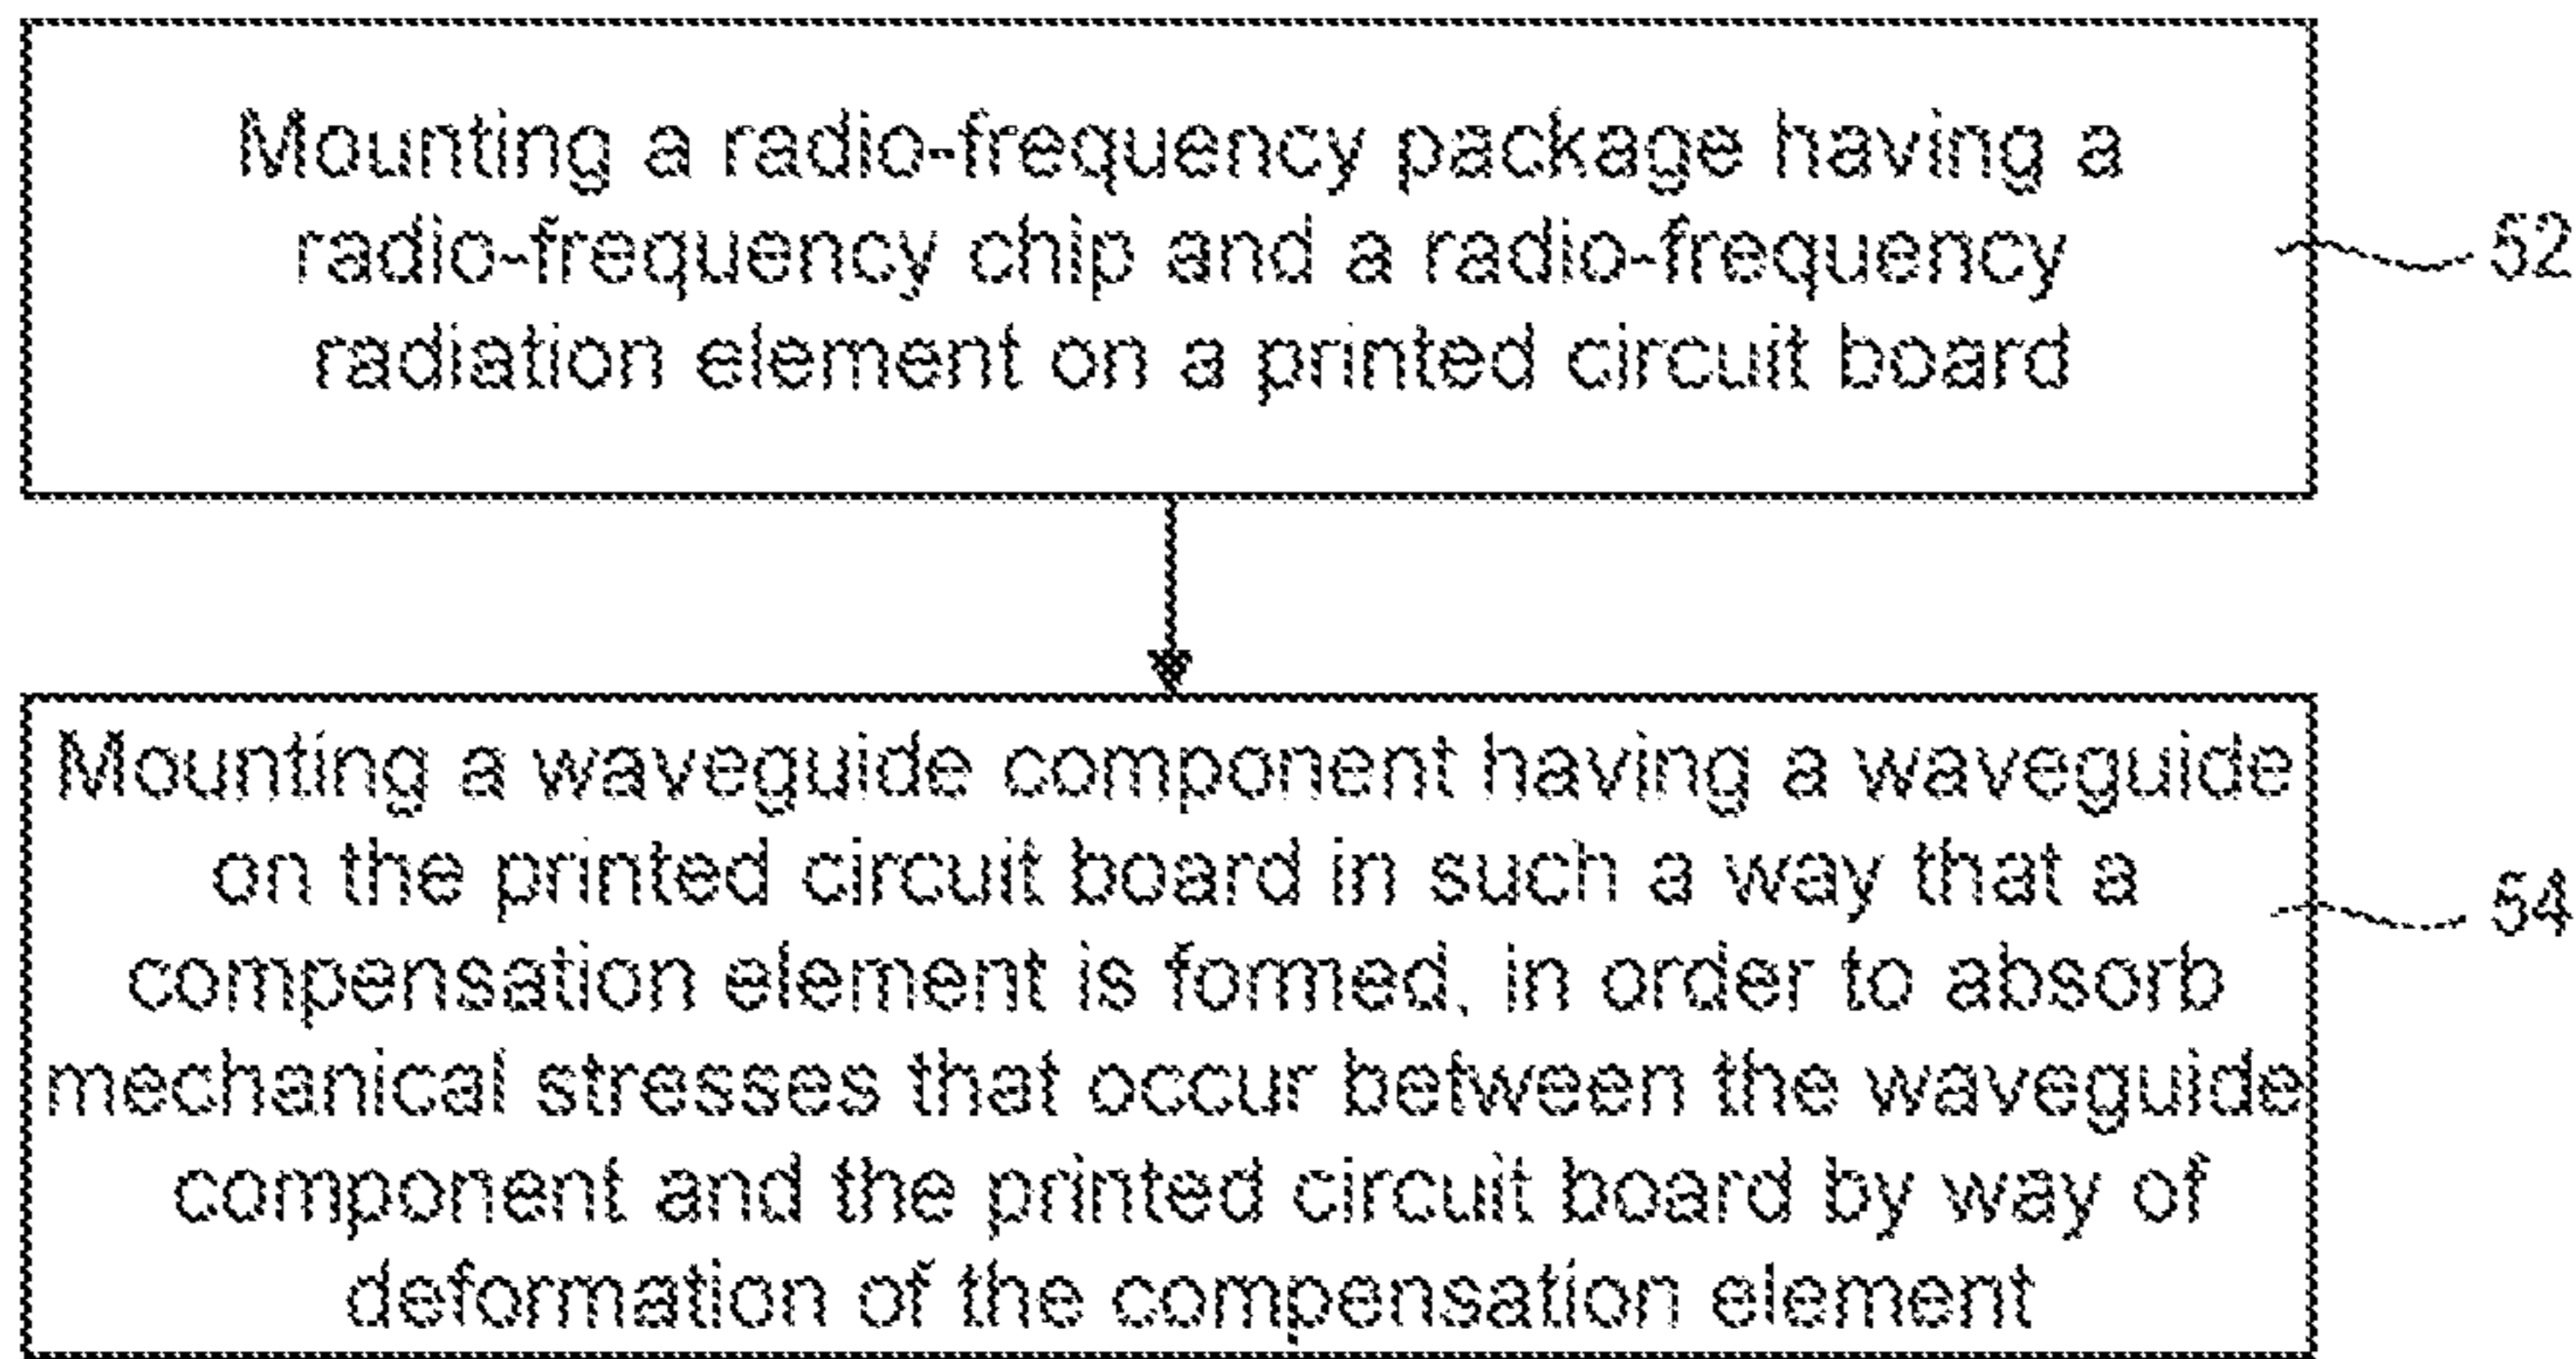 Mounting a radio-frequency package having a
radio-frequency chip and a radio-frequency
radiation element on a printed circuit board
52
Mounting a waveguide component having a waveguide
on the printed circuit board in such a way that a
compensation element is formed, in order to absorb
mechanical stresses that occur between the waveguide
component and the printed circuit board by way of
deformation of the compensation element
54